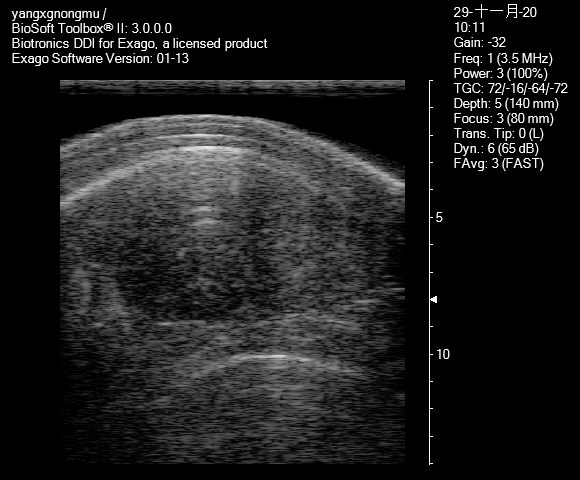 yangxgnongmu /
BioSoft Toolbox® II: 3.0.0.0
Biotronics DDI for Exago, a licensed product
Exago Software Version: 01-13
29-十一月-20
10:11
Gain: -32
Freq: 1 (3.5 MHz)
Power: 3 (100%)
TGC: 72/-16/-64/-72
Depth: 5 (140 mm)
Focus: 3 (80 mm)
Trans. Tip: 0 (L)
Dyn.: 6 (65 dB)
FAvg: 3 (FAST)
5
10